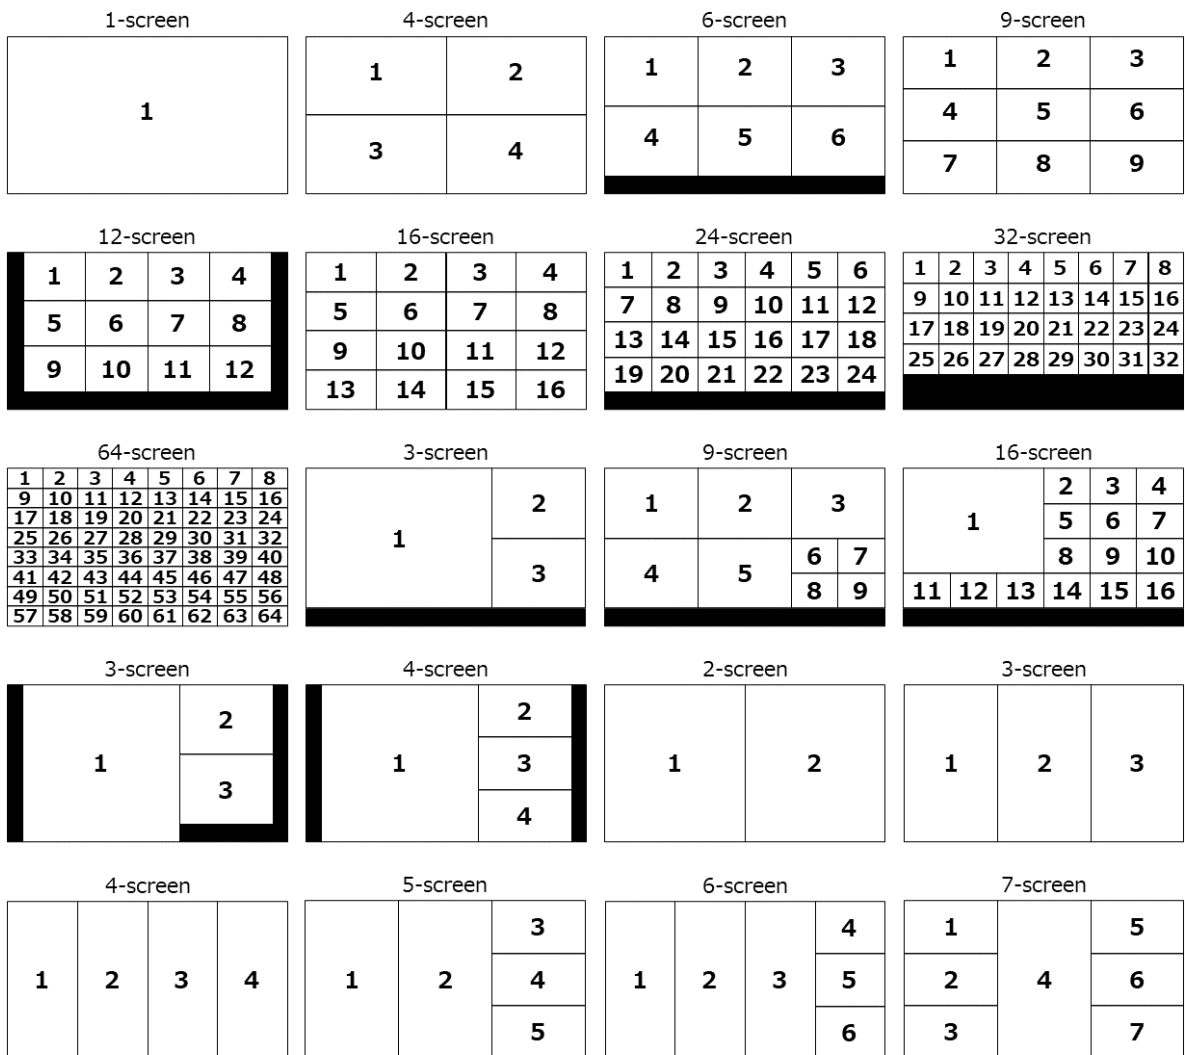 1-screen 4-screen 6-screen 9-screen
1
1 2
3 4
1 2 3
4 5 6
1 2 3
4 5 6
7 8 9
12-screen 16-screen 24-screen 32-screen
1 2 3 4
5 6 7 8
9 10 11 12
1 2 3 4
5 6 7 8
9 10 11 12
13 14 15 16
1 2 3 4 5 6
7 8 9 10 11 12
13 14 15 16 17 18
19 20 21 22 23 24
1 2 3 4 5 6 7 8
9 10 11 12 13 14 15 16
17 18 19 20 21 22 23 24
25 26 27 28 29 30 31 32
64-screen 3-screen 9-screen 16-screen
1 2 3 4 5 6 7 8
9 10 11 12 13 14 15 16
17 18 19 20 21 22 23 24
25 26 27 28 29 30 31 32
33 34 35 36 37 38 39 40
41 42 43 44 45 46 47 48
49 50 51 52 53 54 55 56
57 58 59 60 61 62 63 64
1 2
3
1 2 3
4 5 6 7
8 9
1 2 3 4
5 6 7
8 9 10
11 12 13 14 15 16
3-screen 4-screen 2-screen 3-screen
1 2
3
1 2
3
4
1 2
1 2 3
4-screen 5-screen 6-screen 7-screen
1 2 3 4
1 2 3
4
5
1 2 3 4
5
6
1 4 5
2 6
3 7